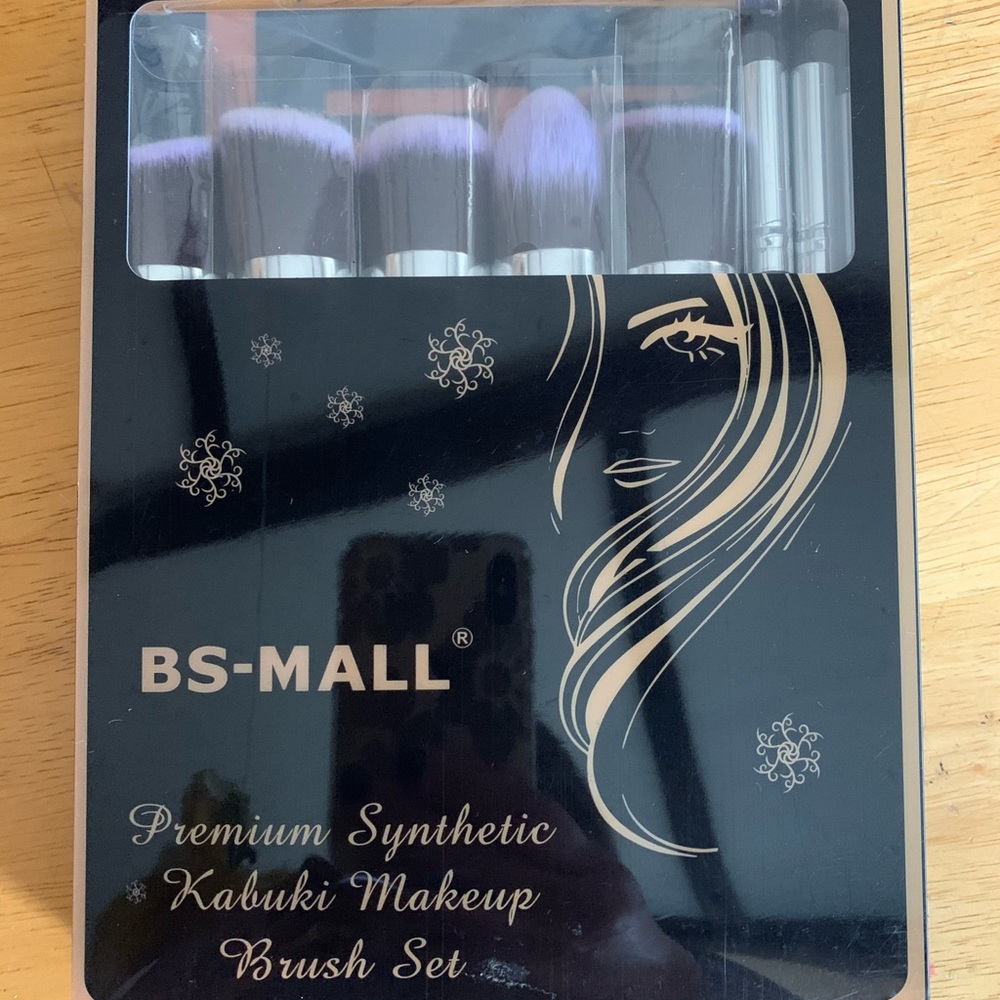 BS-MALL®
Premium Synthetic
Kabuki Makeup
Brush Set